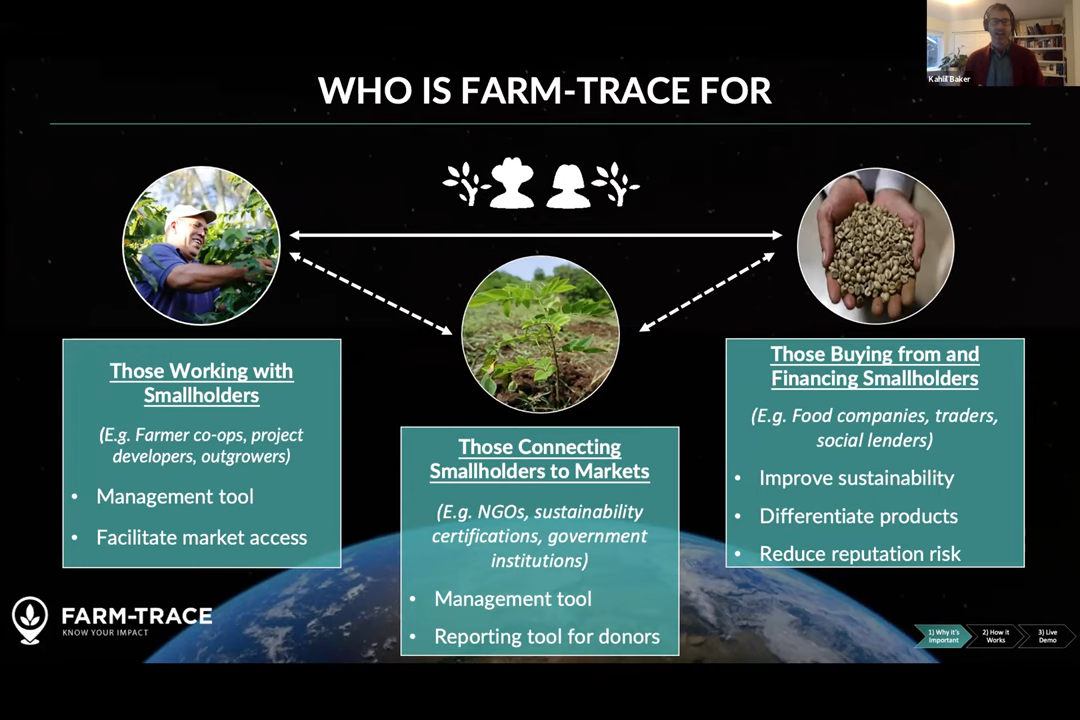 Kahlil Baker
WHO IS FARM-TRACE FOR
Those Working with
Smallholders
(E.g. Farmer co-ops, project
developers, outgrowers)
• Management tool
• Facilitate market access
Those Connecting
Smallholders to Markets
(E.g. NGOs, sustainability
certifications, government
institutions)
• Management tool
• Reporting tool for donors
Those Buying from and
Financing Smallholders
(E.g. Food companies, traders,
social lenders)
• Improve sustainability
• Differentiate products
• Reduce reputation risk
FARM-TRACE
KNOW YOUR IMPACT
1) Why it's
Important
2) How it
Works
3) Live
Demo